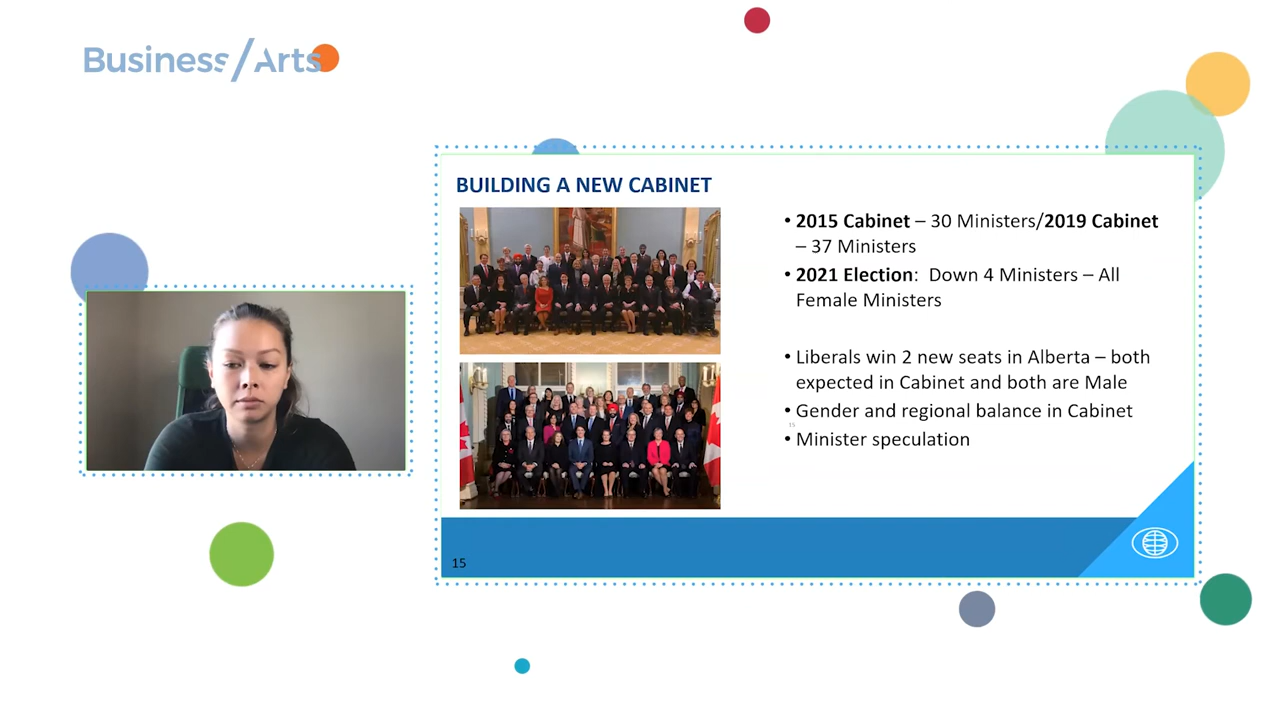 Business/Arts
BUILDING A NEW CABINET
• 2015 Cabinet – 30 Ministers/2019 Cabinet
– 37 Ministers
• 2021 Election:  Down 4 Ministers – All
Female Ministers
• Liberals win 2 new seats in Alberta – both
expected in Cabinet and both are Male
• Gender and regional balance in Cabinet
15
• Minister speculation
15